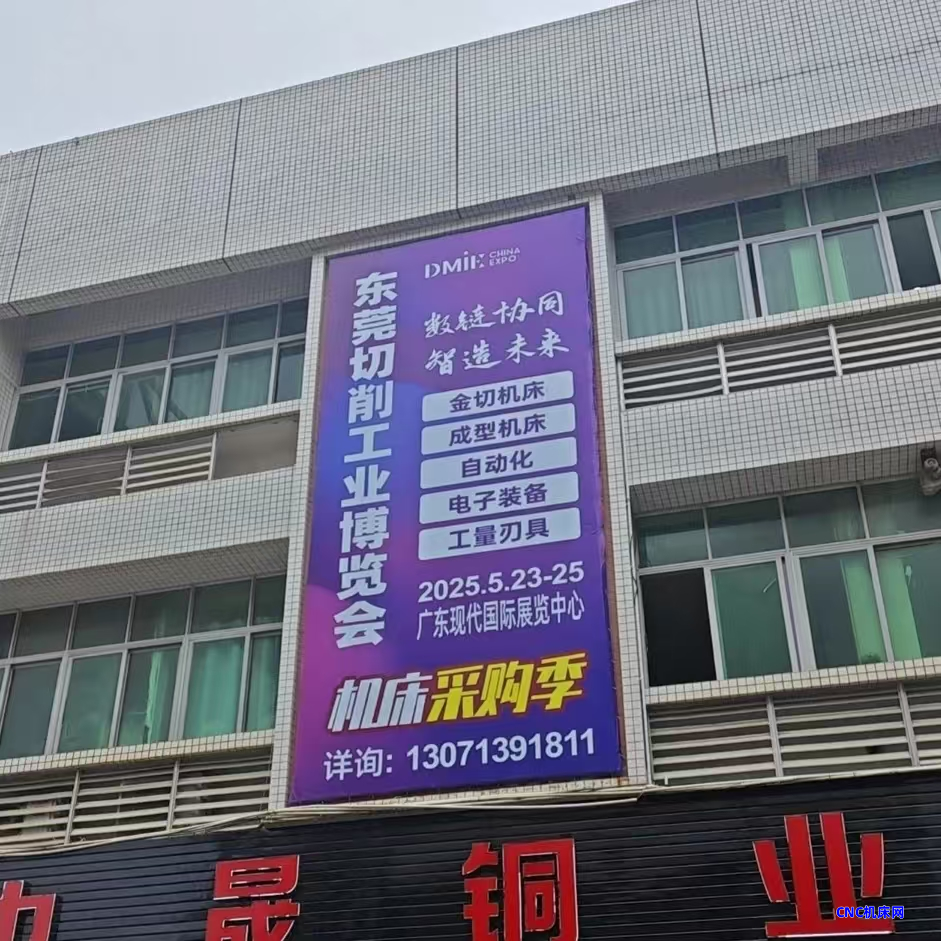 DMIE CHINA EXPO
东莞切削工业博览会
数链协同
智造未来
金切机床
成型机床
自动化
电子装备
工量刃具
2025.5.23-25
广东现代国际展览中心
机床采购季
详询: 13071391811
晟铜业
CNC机床网